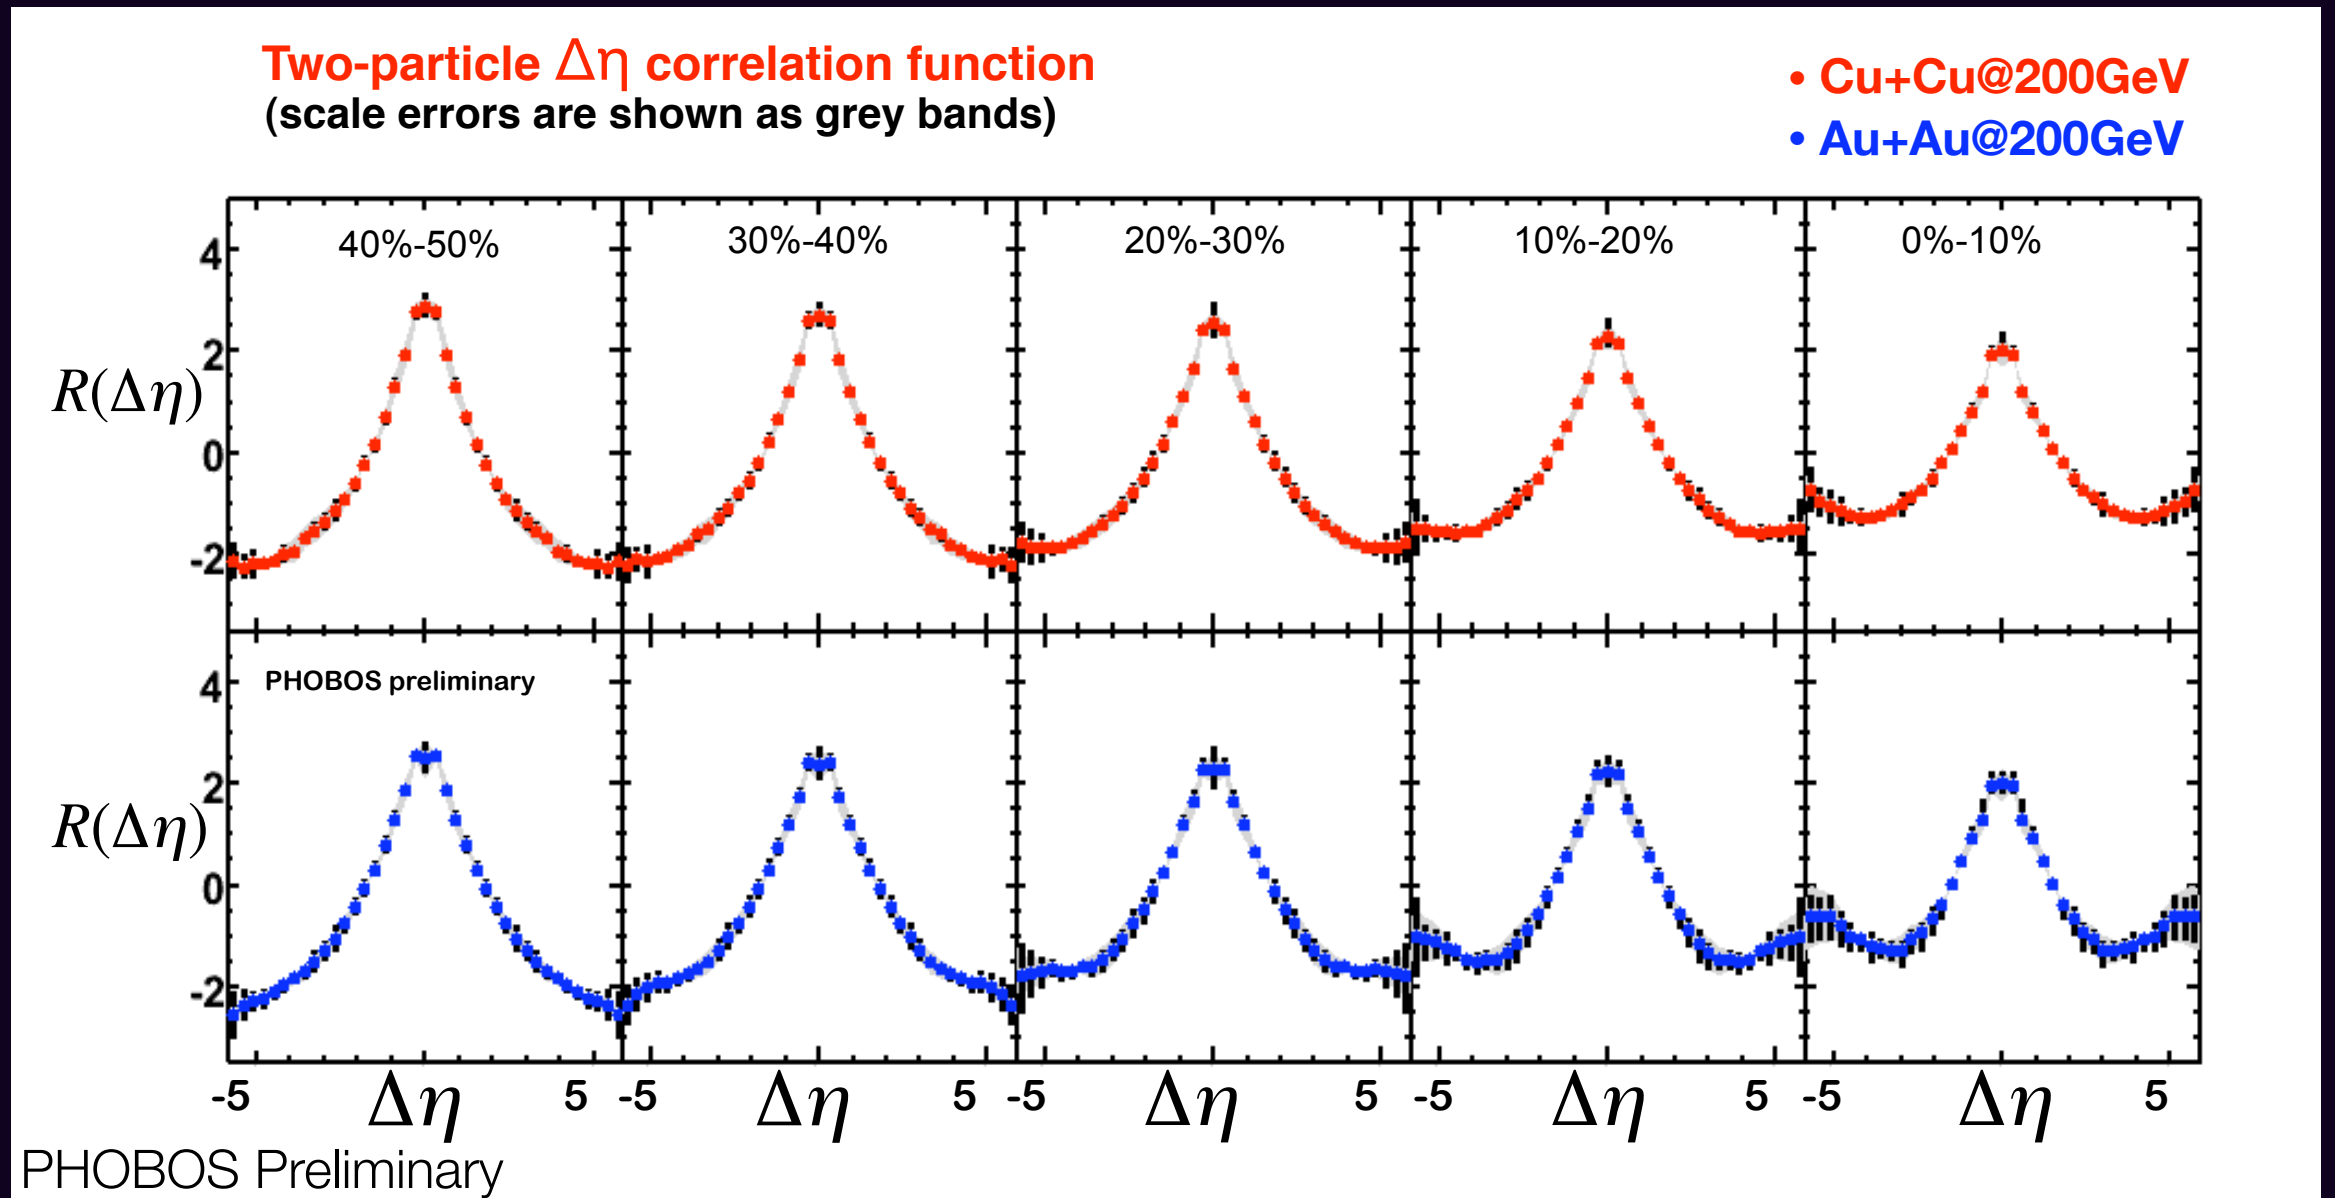 Two-particle Δη correlation function
(scale errors are shown as grey bands)
• Cu+Cu@200GeV
• Au+Au@200GeV
40%-50% 30%-40% 20%-30% 10%-20% 0%-10%
4
2
R(Δη)
0
-2
PHOBOS preliminary
4
2
R(Δη)
0
-2
-5 Δη 5 -5 Δη 5 -5 Δη 5 -5 Δη 5 -5 Δη 5
PHOBOS Preliminary